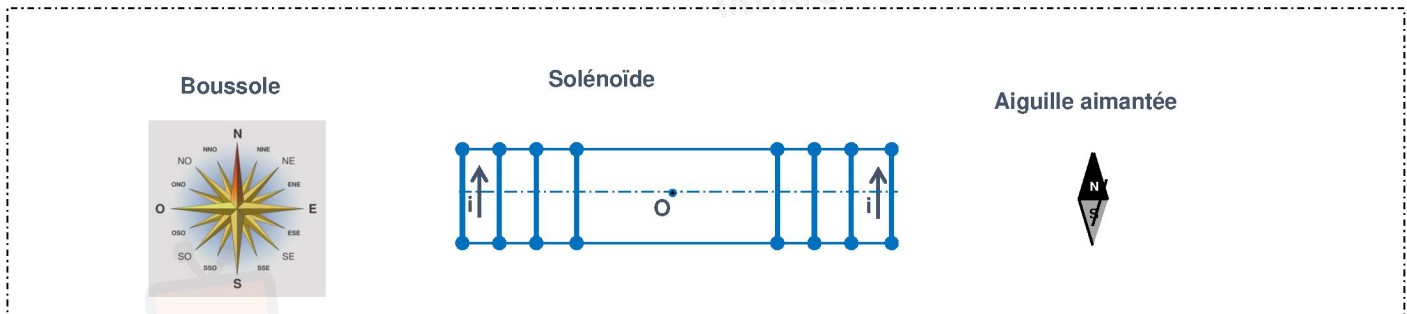 Boussole
Solénoïde
Aiguille aimantée
N
NNO NNE
NO NE
ONO ENE
O E
OSO ESE
SO SE
SSO SSE
S
i
O
i
N
S